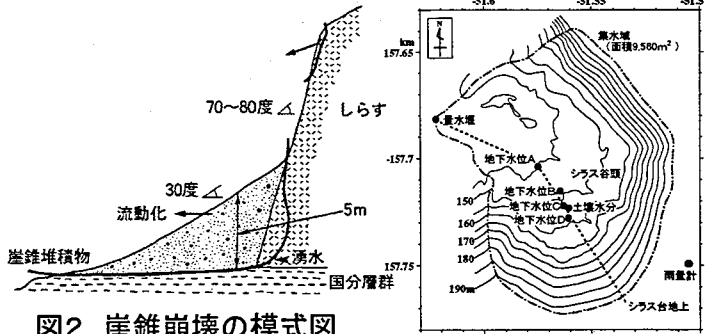 70～80度
しらす
30度
流動化
5m
崖錐堆積物
湧水
国分層群
図2 崖錐崩壊の模式図
-51.6
-51.55
-51.5
km
157.65
157.7
157.75
N
集水域
(面積9,560m²)
量水堰
地下水位A
シラス谷頭
地下水位B
地下水位C
土壌水分
地下水位D
150
160
170
180
190m
雨量計
シラス台地上